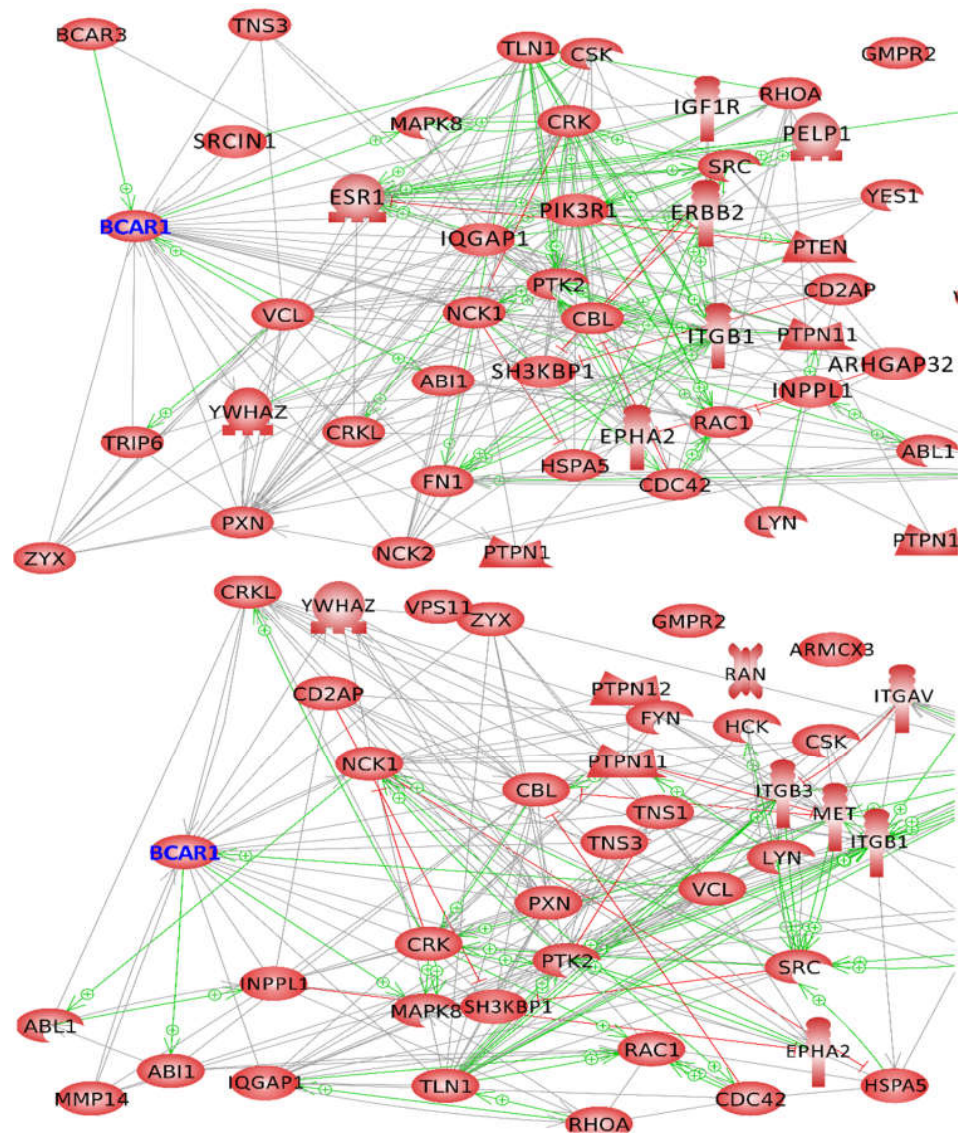 BCAR3
TNS3
TLN1
CSK
GMPR2
IGF1R
RHOA
MAPK8
CRK
PELP1
SRCIN1
SRC
ESR1
PIK3R1
ERBB2
YES1
BCAR1
IQGAP1
PTEN
PTK2
CD2AP
VCL
NCK1
CBL
ITGB1
PTPN11
SH3KBP1
ARHGAP32
ABI1
INPPL1
YWHAZ
CRKL
RAC1
TRIP6
EPHA2
ABL1
HSPA5
FN1
CDC42
PXN
LYN
ZYX
NCK2
PTPN1
PTPN1
CRKL
YWHAZ
VPS11
ZYX
GMPR2
ARMCX3
RAN
CD2AP
PTPN12
ITGAV
FYN
HCK
CSK
NCK1
PTPN11
CBL
ITGB3
TNS1
MET
TNS3
ITGB1
BCAR1
LYN
VCL
PXN
CRK
PTK2
SRC
INPPL1
MAPK8
SH3KBP1
ABL1
RAC1
EPHA2
ABI1
IQGAP1
TLN1
HSPA5
MMP14
CDC42
RHOA